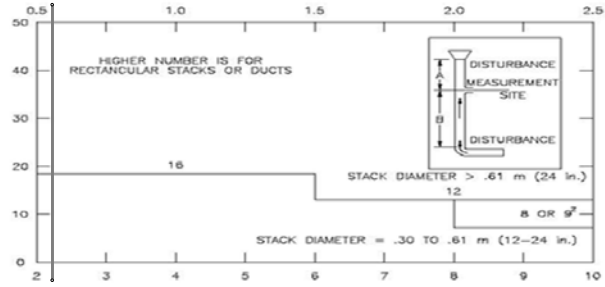 0.5 1.0 1.5 2.0 2.5
50
HIGHER NUMBER IS FOR
RECTANCULAR STACKS OR DUCTS
40
30
20
10
0
A
B
DISTURBANCE
MEASUREMENT
SITE
DISTURBANCE
16
STACK DIAMETER > .61 m (24 in.)
12
8 OR 9
STACK DIAMETER = .30 TO .61 m (12-24 in.)
2 3 4 5 6 7 8 9 10